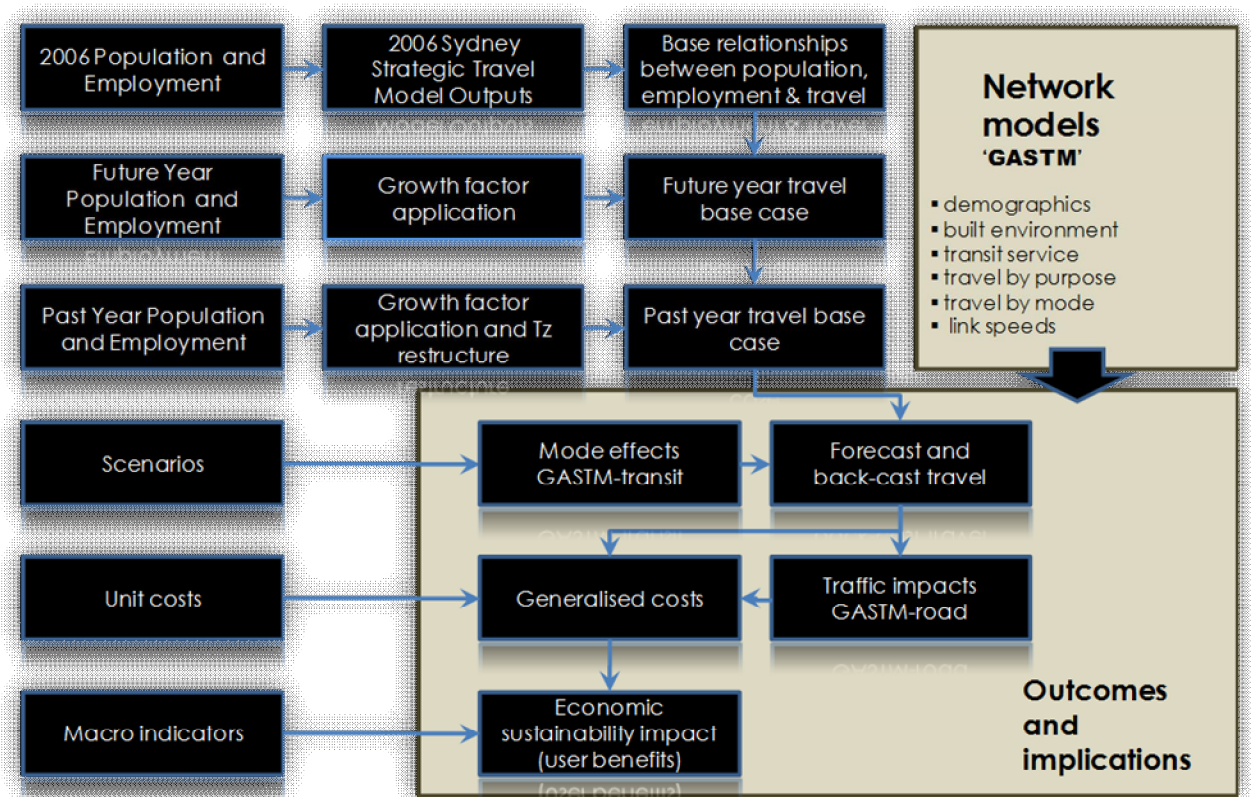 2006 Population and
Employment
2006 Sydney
Strategic Travel
Model Outputs
Base relationships
between population,
employment & travel
Future Year
Population and
Employment
Growth factor
application
Future year travel
base case
Past Year Population
and Employment
Growth factor
application and Tz
restructure
Past year travel base
case
Network
models
‘GASTM’
▪ demographics
▪ built environment
▪ transit service
▪ travel by purpose
▪ travel by mode
▪ link speeds
Scenarios
Mode effects
GASTM-transit
Forecast and
back-cast travel
Unit costs
Generalised costs
Traffic impacts
GASTM-road
Macro indicators
Economic
sustainability impact
(user benefits)
Outcomes
and
implications